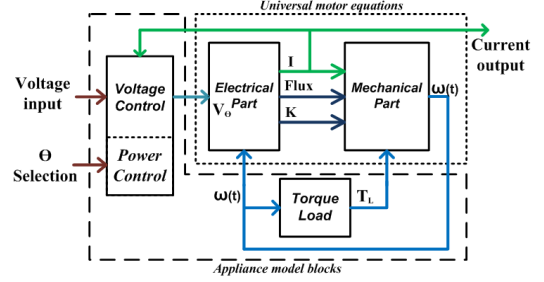 Universal motor equations
Current
output
Voltage
input
Voltage
Control
Electrical
Part
I
Flux
K
Mechanical
Part
ω(t)
VΘ
Θ
Selection
Power
Control
ω(t)
Torque
Load
TL
Appliance model blocks